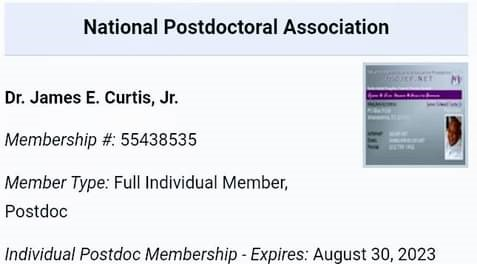 National Postdoctoral Association
Dr. James E. Curtis, Jr.
Membership #: 55438535
Member Type: Full Individual Member,
Postdoc
Individual Postdoc Membership - Expires: August 30, 2023